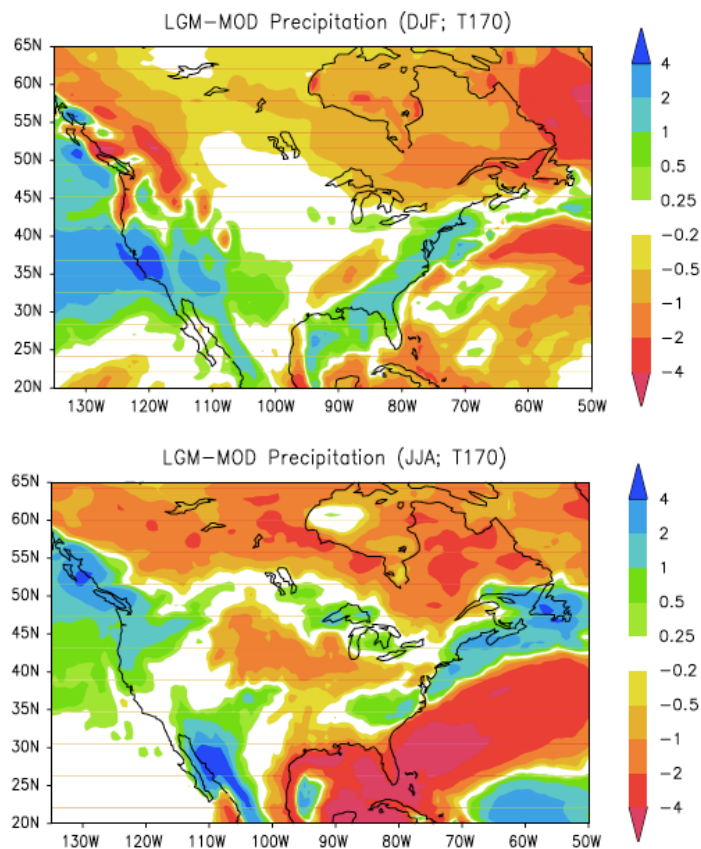 LGM-MOD Precipitation (DJF; T170)
65N
60N
55N
50N
45N
40N
35N
30N
25N
20N
130W 120W 110W 100W 90W 80W 70W 60W 50W
4
2
1
0.5
0.25
-0.2
-0.5
-1
-2
-4
LGM-MOD Precipitation (JJA; T170)
65N
60N
55N
50N
45N
40N
35N
30N
25N
20N
130W 120W 110W 100W 90W 80W 70W 60W 50W
4
2
1
0.5
0.25
-0.2
-0.5
-1
-2
-4